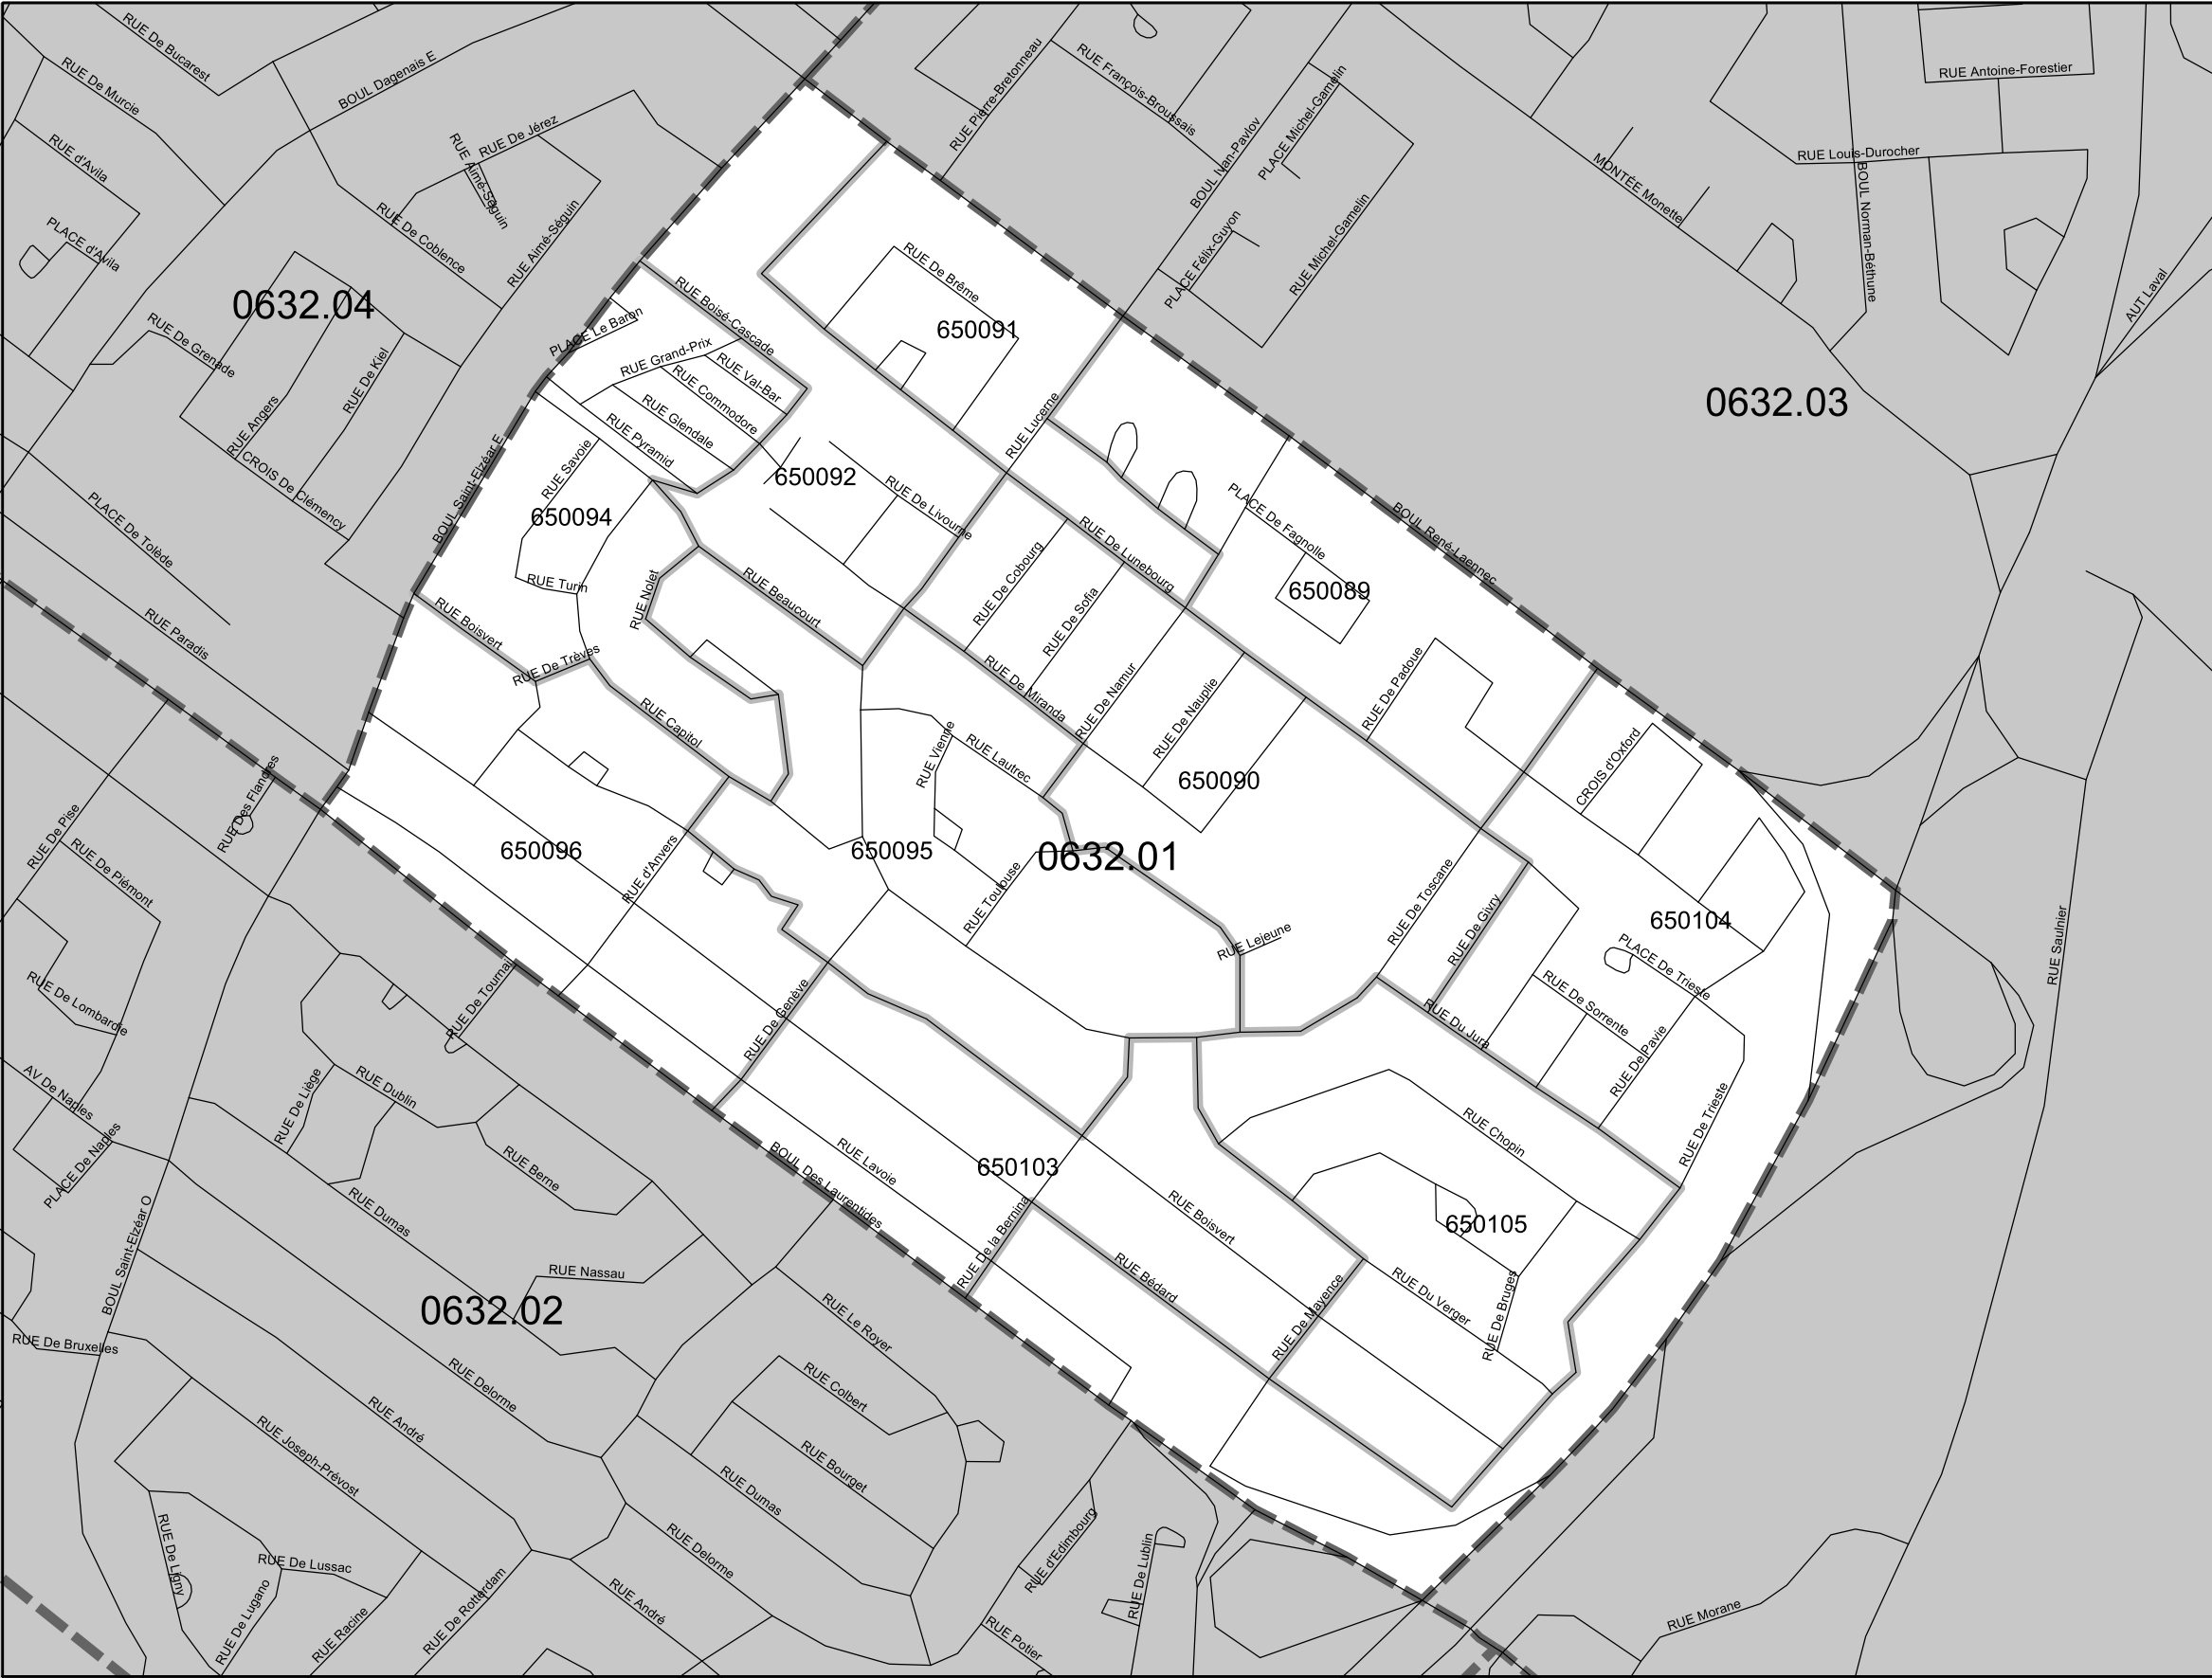 RUE De Bucarest
RUE De Murcie
BOUL Dagenais E
RUE d'Avila
PLACE d'Avila
RUE De Jérez
RUE Aimé-Séguin
RUE De Coblence
RUE Aimé-Séguin
0632.04
RUE De Grenade
RUE De Kiel
RUE Angers
CROIS De Clémency
PLACE De Tolède
RUE Paradis
BOUL Saint-Elzéar E
RUE Pierre-Bretonneau
RUE François-Broussais
BOUL Ivan-Pavlov
PLACE Michel-Gamelin
PLACE Félix-Guyon
RUE Michel-Gamelin
MONTÉE Monette
RUE Antoine-Forestier
RUE Louis-Durocher
BOUL Norman-Béthune
AUT Laval
0632.03
RUE De Brême
650091
RUE Boisé-Cascade
PLACE Le Baron
RUE Grand-Prix
RUE Val-Bar
RUE Commodore
RUE Glendale
RUE Pyramid
RUE Savoie
650092
650094
RUE Lucerne
RUE De Livourne
RUE Turin
RUE Nolet
RUE Beaucourt
RUE Boisvert
RUE De Trèves
RUE Capitol
RUE De Cobourg
RUE De Lunebourg
RUE De Sofia
RUE De Miranda
RUE De Namur
RUE De Nauplie
PLACE De Fagnolle
650089
BOUL René-Laennec
RUE De Padoue
CROIS d'Oxford
RUE Vienne
RUE Lautrec
650090
650096
650095
0632.01
RUE d'Anvers
RUE Toulouse
RUE Lejeune
RUE De Toscane
RUE De Givry
650104
PLACE De Trieste
RUE De Sorrente
RUE Du Jura
RUE De Pavie
RUE De Trieste
RUE Saulnier
RUE De Genève
RUE Chopin
650103
RUE Lavoie
BOUL Des Laurentides
RUE De la Bernina
RUE Boisvert
RUE Bédard
650105
RUE Du Verger
RUE De Bruges
RUE De Mayence
RUE Des Flandres
RUE De Pise
RUE De Piémont
RUE De Lombardie
AV De Naples
PLACE De Naples
RUE De Tournai
RUE De Liège
RUE Dublin
RUE Berne
RUE Dumas
BOUL Saint-Elzéar O
RUE Nassau
0632.02
RUE De Bruxelles
RUE Delorme
RUE André
RUE Joseph-Prévost
RUE Le Royer
RUE Colbert
RUE Bourget
RUE Dumas
RUE Delorme
RUE De Ligny
RUE De Lussac
RUE De Lugano
RUE Racine
RUE De Rotterdam
RUE André
RUE d'Edimbourg
RUE De Lublin
RUE Potier
RUE Morane